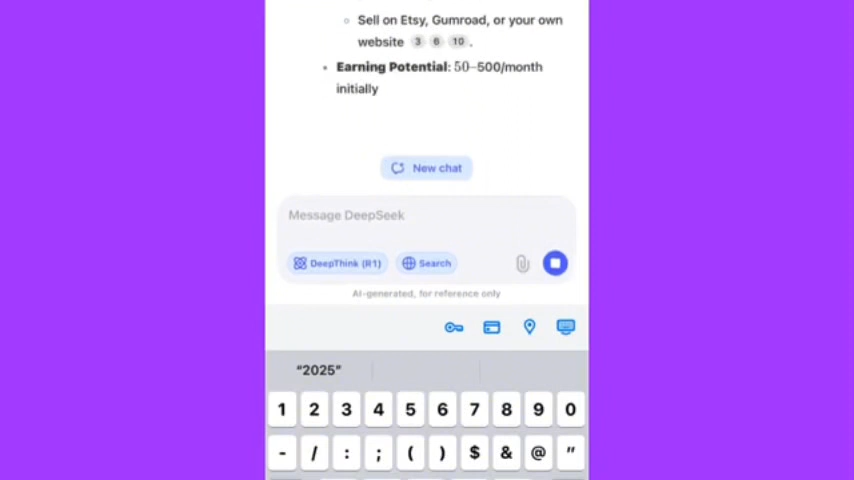 Sell on Etsy, Gumroad, or your own
website 3 6 10 .
Earning Potential: 50–500/month
initially
New chat
Message DeepSeek
DeepThink (R1) Search
AI-generated, for reference only
“2025”
1 2 3 4 5 6 7 8 9 0
- / : ; ( ) $ & @ "